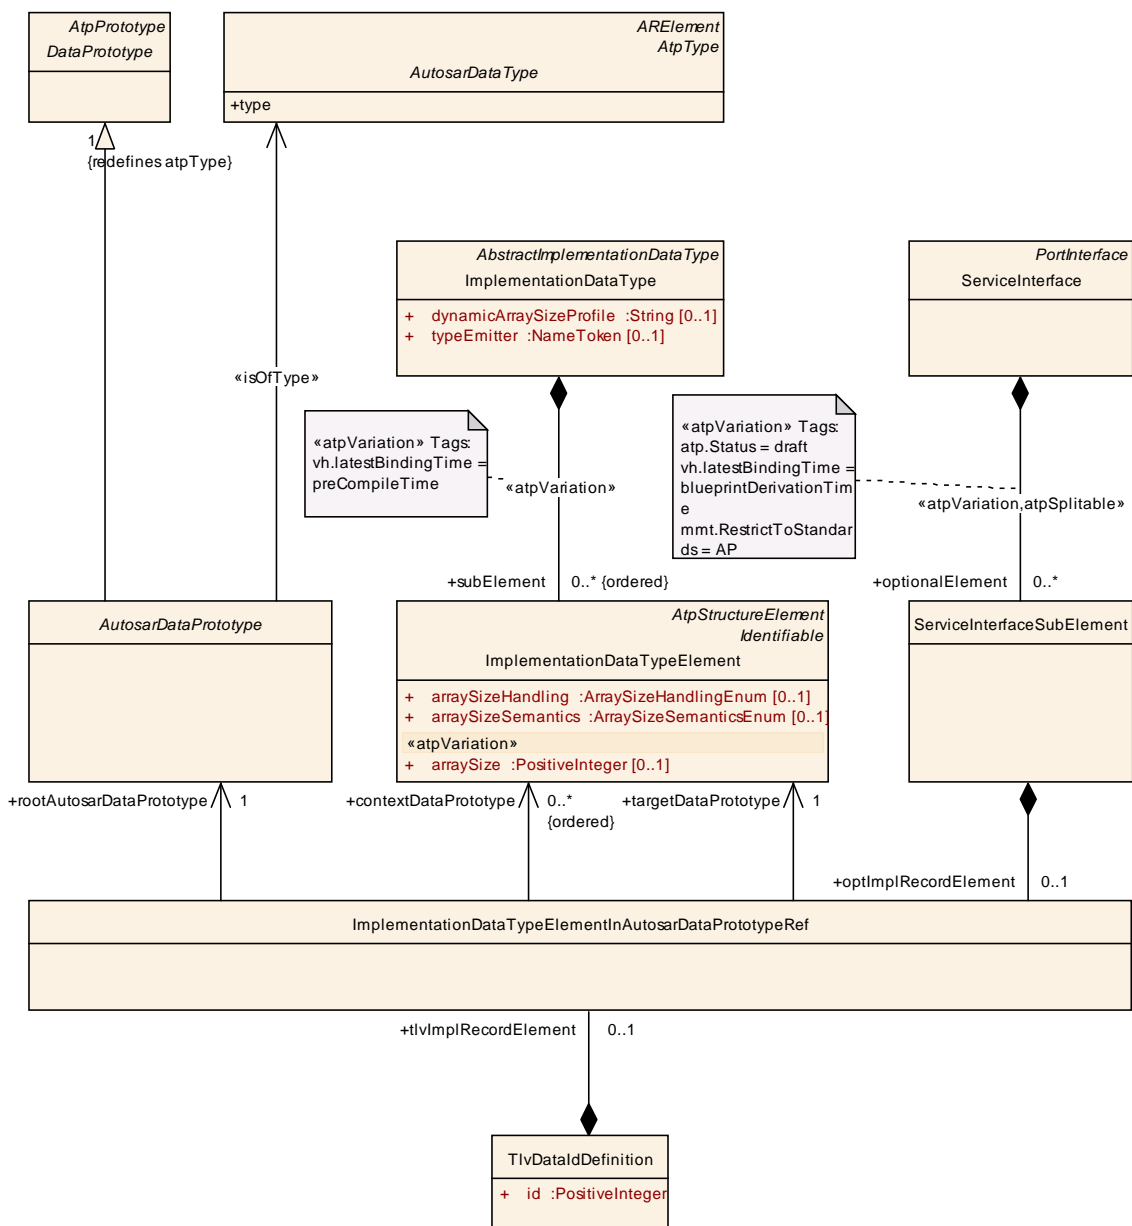 AtpPrototype
DataPrototype
ARElement
AtpType
AutosarDataType
+type
1
{redefines atpType}
AbstractImplementationDataType
ImplementationDataType
+ dynamicArraySizeProfile :String [0..1]
+ typeEmitter :NameToken [0..1]
PortInterface
ServiceInterface
«isOfType»
«atpVariation» Tags:
vh.latestBindingTime =
preCompileTime
«atpVariation»
«atpVariation» Tags:
atp.Status = draft
vh.latestBindingTime =
blueprintDerivationTim
e
mmt.RestrictToStandar
ds = AP
«atpVariation,atpSplitable»
+subElement 0..* {ordered}
+optionalElement 0..*
AutosarDataPrototype
AtpStructureElement
Identifiable
ImplementationDataTypeElement
+ arraySizeHandling :ArraySizeHandlingEnum [0..1]
+ arraySizeSemantics :ArraySizeSemanticsEnum [0..1]
«atpVariation»
+ arraySize :PositiveInteger [0..1]
ServiceInterfaceSubElement
+rootAutosarDataPrototype 1
+contextDataPrototype 0..*
{ordered}
+targetDataPrototype 1
+optImplRecordElement 0..1
ImplementationDataTypeElementInAutosarDataPrototypeRef
+tlvImplRecordElement 0..1
TlvDataIdDefinition
+ id :PositiveInteger